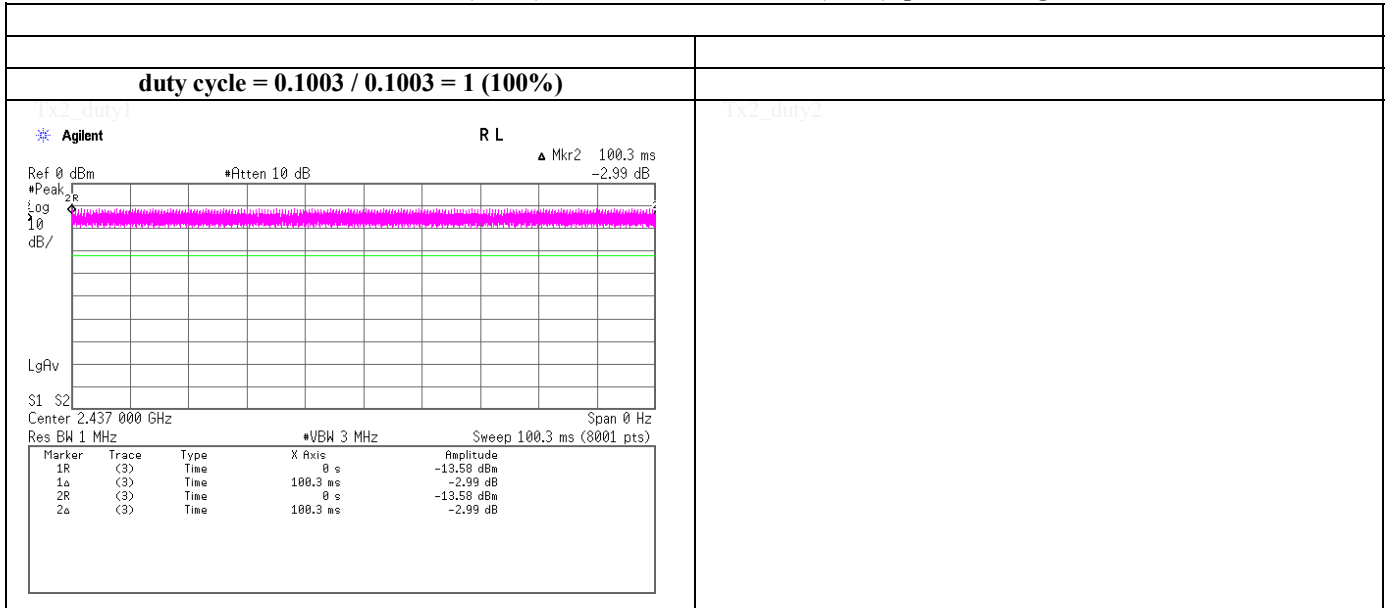 duty cycle = 0.1003 / 0.1003 = 1 (100%)
Tx2_duty1
Tx2_duty2
Agilent
R L
Δ Mkr2 100.3 ms
Ref 0 dBm #Atten 10 dB -2.99 dB
#Peak
Log
10
dB/
2R
LgAv
S1 S2
Center 2.437 000 GHz Span 0 Hz
Res BW 1 MHz #VBW 3 MHz Sweep 100.3 ms (8001 pts)
Marker Trace Type X Axis Amplitude
1R (3) Time 0 s -13.58 dBm
1Δ (3) Time 100.3 ms -2.99 dB
2R (3) Time 0 s -13.58 dBm
2Δ (3) Time 100.3 ms -2.99 dB